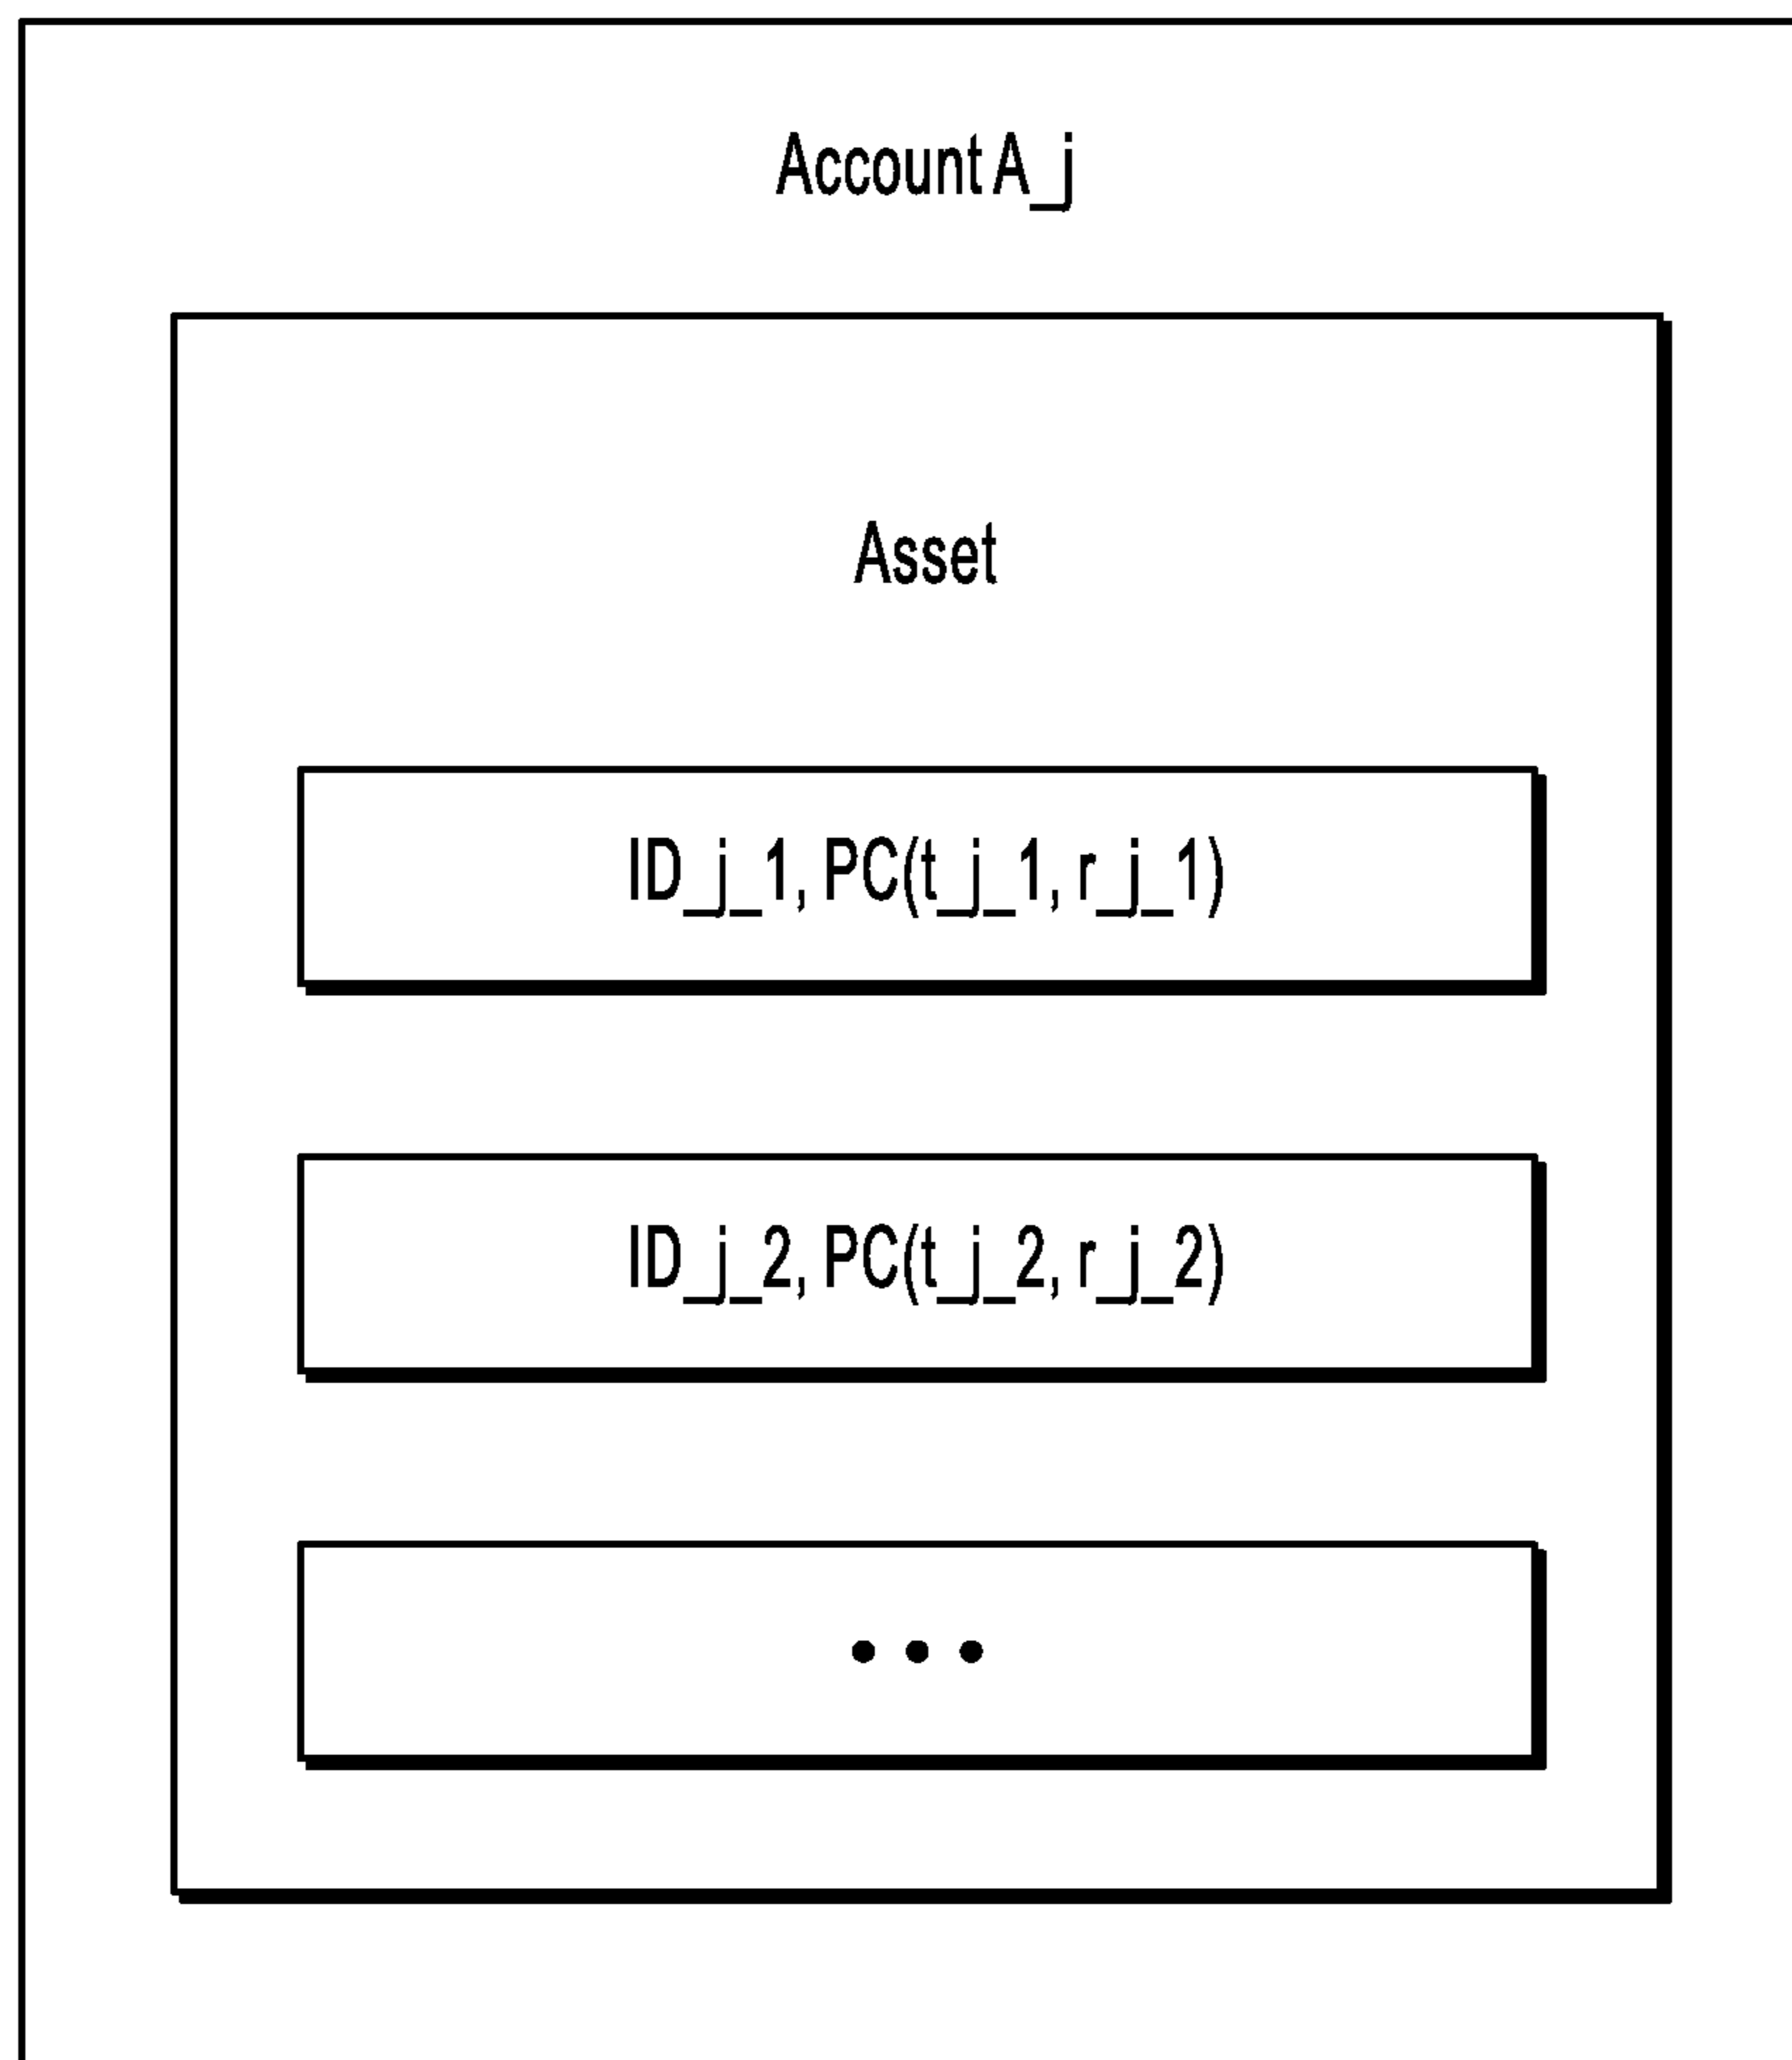 Account A_j
Asset
ID_j_1, PC(t_j_1, r_j_1)
ID_j_2, PC(t_j_2, r_j_2)
• • •